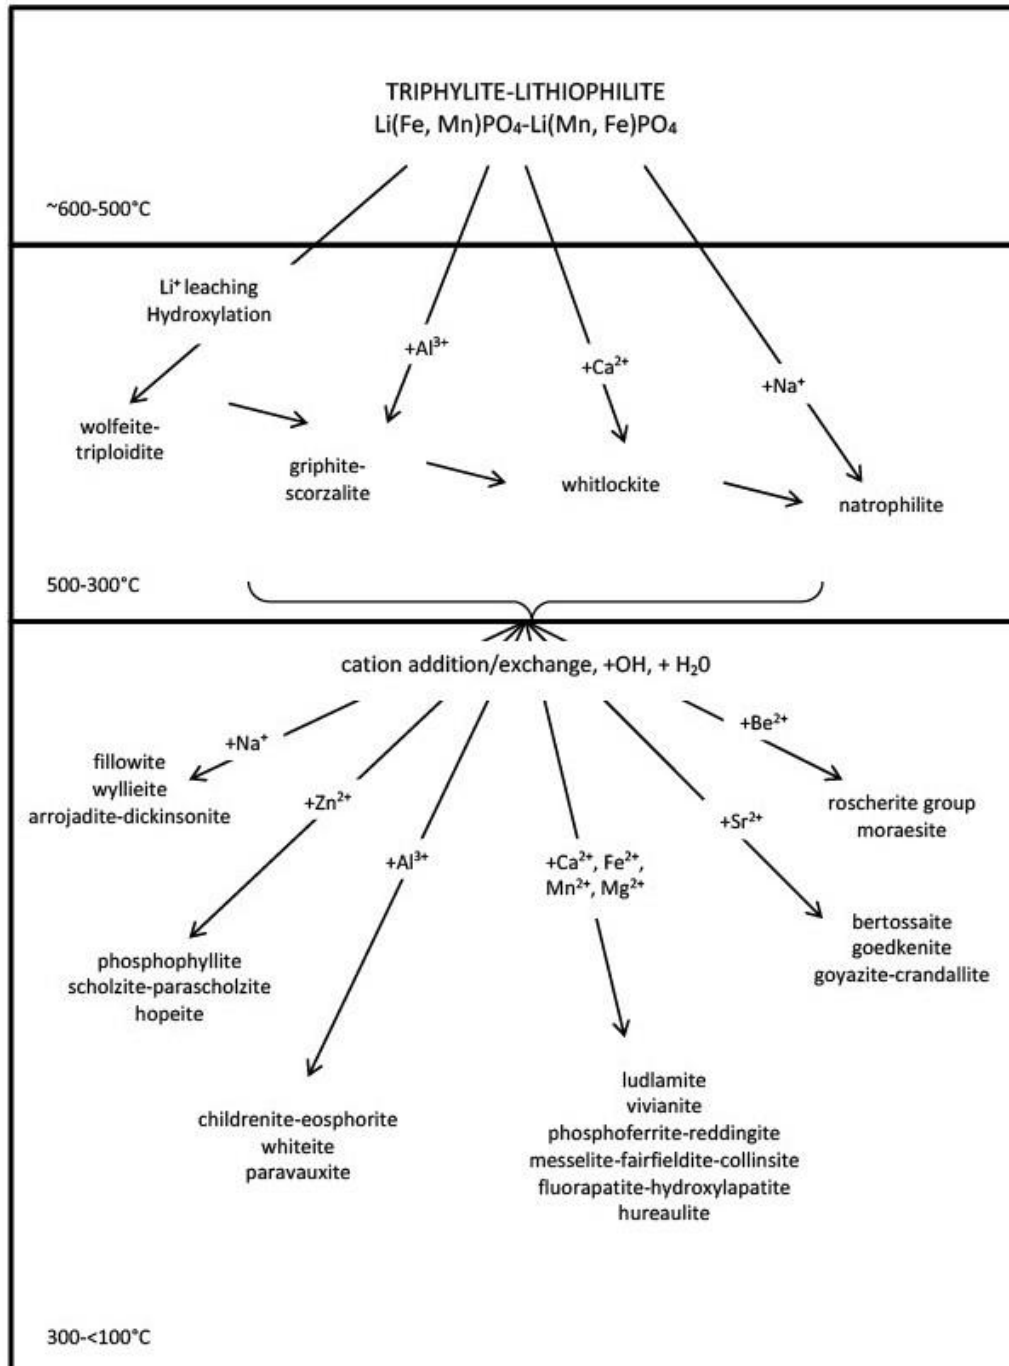 TRIPHYLITE-LITHIOPHILITE
Li(Fe, Mn)PO₄-Li(Mn, Fe)PO₄
~600-500°C
Li⁺ leaching
Hydroxylation
+Al³⁺
+Ca²⁺
+Na⁺
wolfeite-
triploidite
griphite-
scorzalite
whitlockite
natrophilite
500-300°C
cation addition/exchange, +OH, + H₂0
+Na⁺
+Be²⁺
fillowite
wyllieite
arrojadite-dickinsonite
+Zn²⁺
roscherite group
moraesite
+Sr²⁺
+Al³⁺
+Ca²⁺, Fe²⁺,
Mn²⁺, Mg²⁺
bertossaite
goedkenite
goyazite-crandallite
phosphophyllite
scholzite-parascholzite
hopeite
ludlamite
vivianite
phosphoferrite-reddingite
messelite-fairfieldite-collinsite
fluorapatite-hydroxylapatite
hureaulite
childrenite-eosphorite
whiteite
paravauxite
300-<100°C